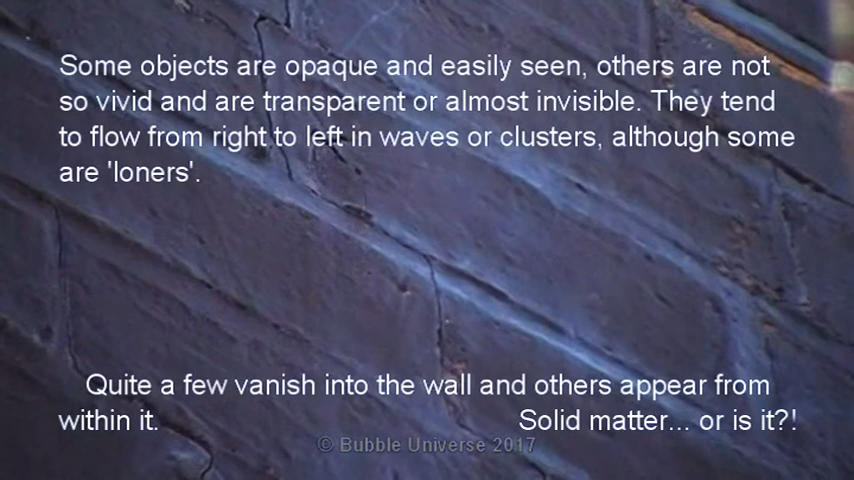 Some objects are opaque and easily seen, others are not
so vivid and are transparent or almost invisible. They tend
to flow from right to left in waves or clusters, although some
are 'loners'.
Quite a few vanish into the wall and others appear from
within it. Solid matter... or is it?!
© Bubble Universe 2017